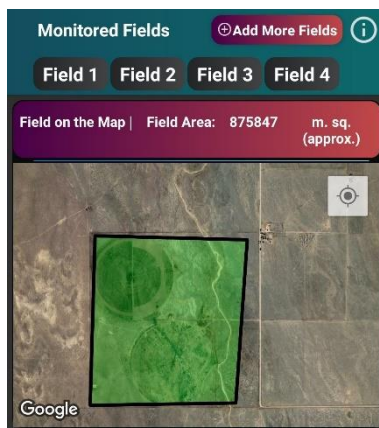 Monitored Fields
⊕Add More Fields
Field 1 Field 2 Field 3 Field 4
Field on the Map | Field Area: 875847 m. sq.
(approx.)
Google